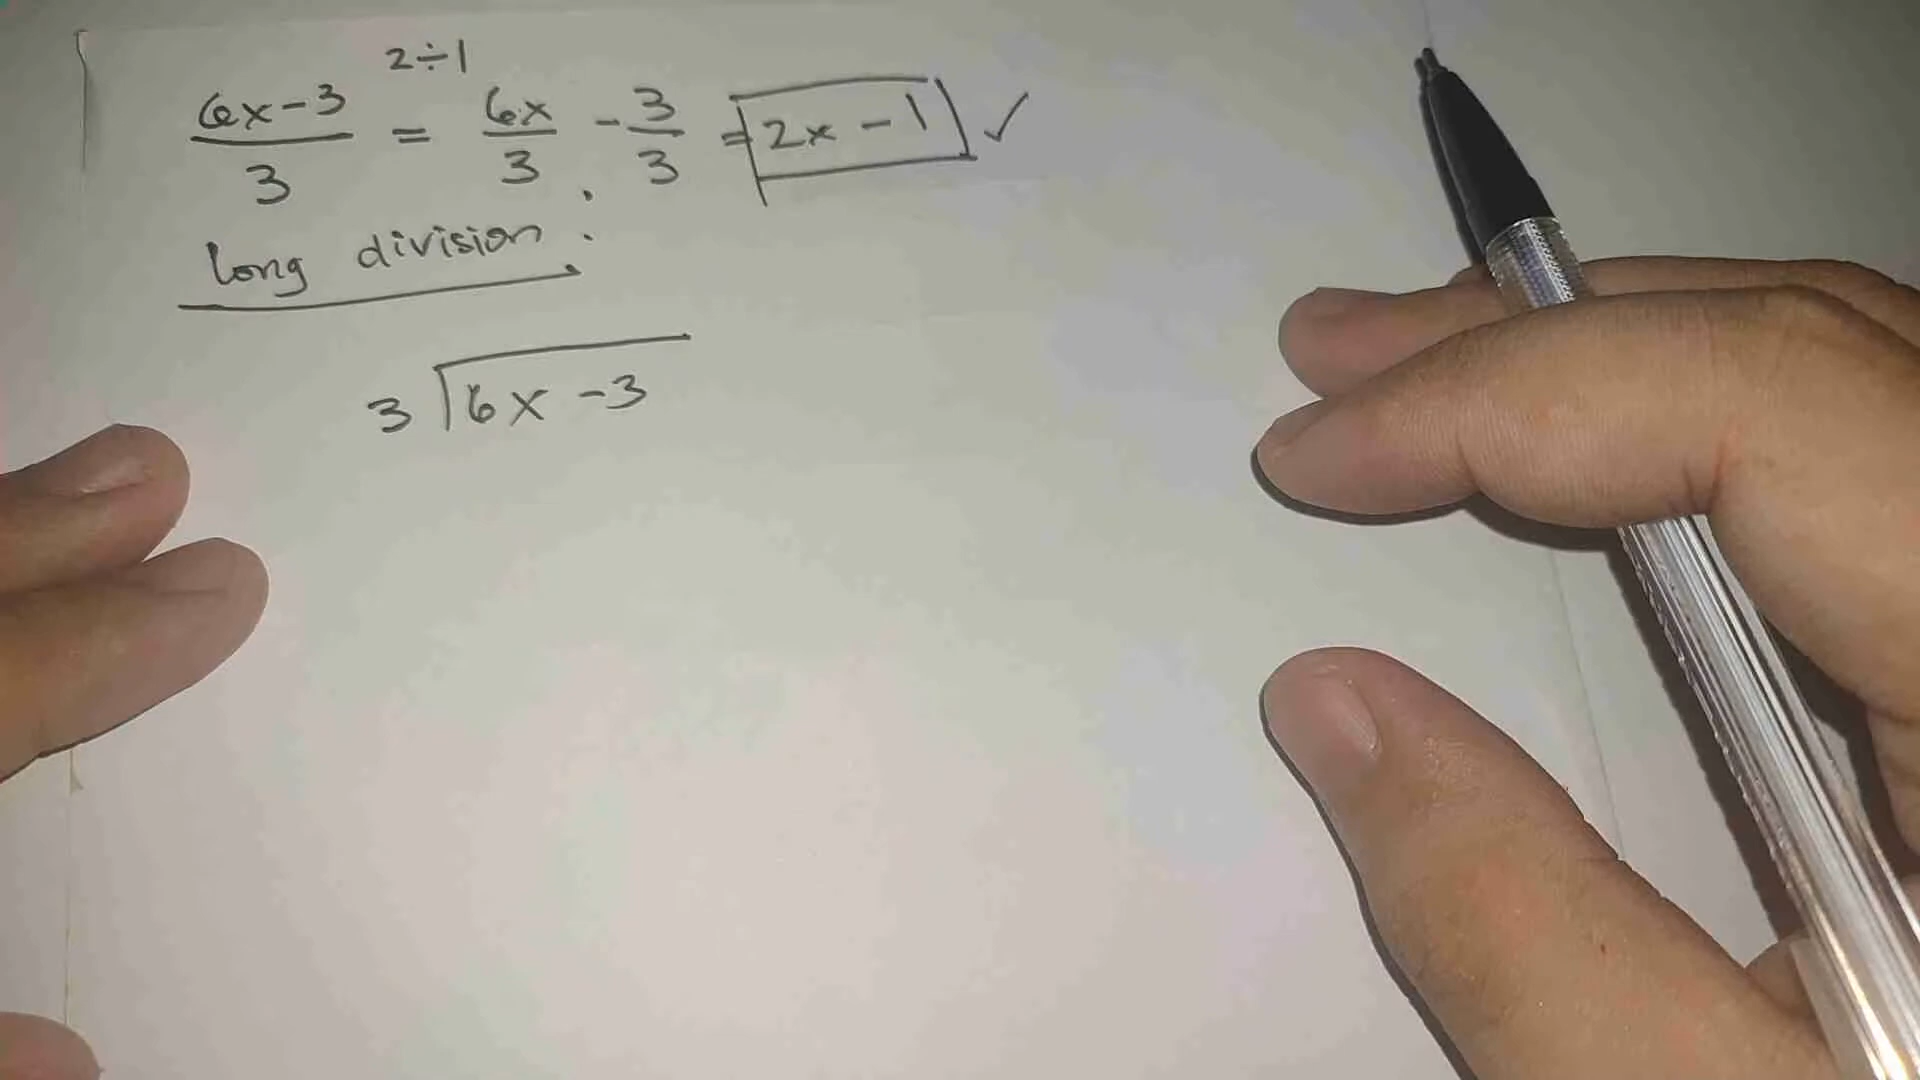 2÷1
6x-3/3 = 6x/3 - 3/3 = 2x - 1 ✓
long division :
3 6x -3